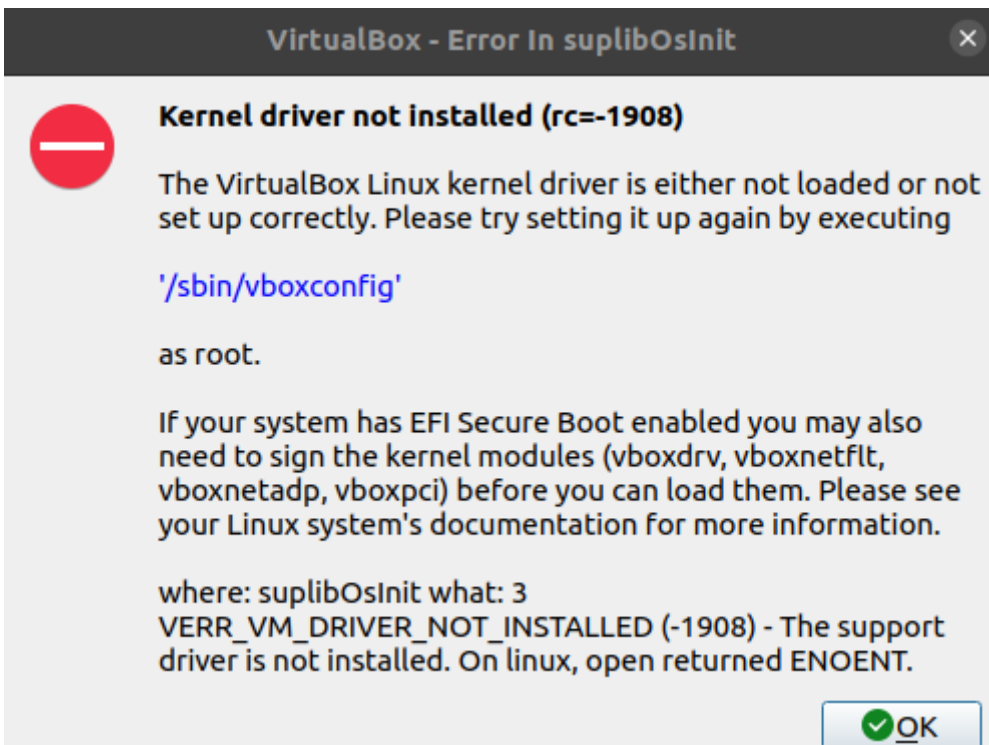 VirtualBox - Error In suplibOsInit
Kernel driver not installed (rc=-1908)
The VirtualBox Linux kernel driver is either not loaded or not
set up correctly. Please try setting it up again by executing
'/sbin/vboxconfig'
as root.
If your system has EFI Secure Boot enabled you may also
need to sign the kernel modules (vboxdrv, vboxnetflt,
vboxnetadp, vboxpci) before you can load them. Please see
your Linux system's documentation for more information.
where: suplibOsInit what: 3
VERR_VM_DRIVER_NOT_INSTALLED (-1908) - The support
driver is not installed. On linux, open returned ENOENT.
OK